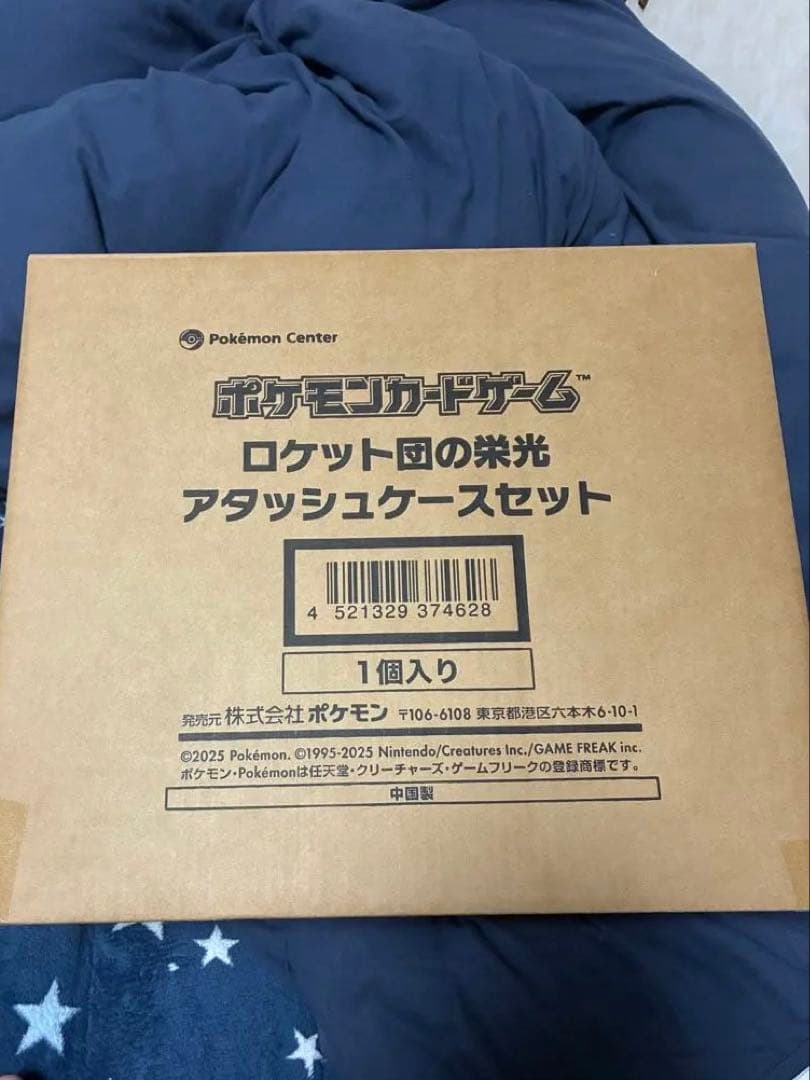 Pokémon Center
ポケモンカードゲーム™
ロケット団の栄光
アタッシュケースセット
4 521329 374628
1個入り
発売元 株式会社ポケモン 〒106-6108 東京都港区六本木6-10-1
©2025 Pokémon. ©1995-2025 Nintendo/Creatures Inc./GAME FREAK inc.
ポケモン・Pokémonは任天堂・クリーチャーズ・ゲームフリークの登録商標です。
中国製